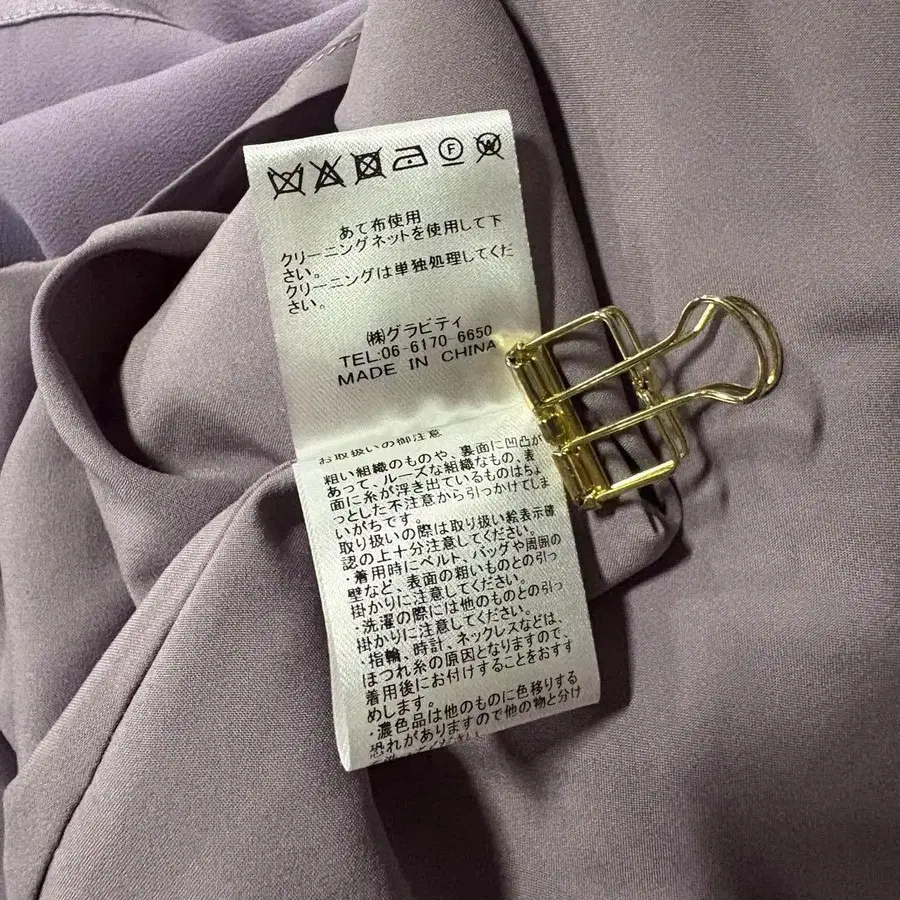 F W
あて布使用
クリーニングネットを使用して下
さい。
クリーニングは単独処理してくだ
さい。
㈱グラビティ
TEL:06-6170-6650
MADE IN CHINA
お取扱いの御注意
粗い組織のものや、裏面に凹凸が
あって、ルーズな組織なもの、表
面に糸が浮き出ているものはちょ
っとした不注意から引っかけてしま
いがちです。
取り扱いの際は取り扱い絵表示確
認の上十分注意してください。
・着用時にベルト、バッグや周囲の
壁など、表面の粗いものとの引っ
掛かりに注意してください。
・洗濯の際には他のものとの引っ
掛かりに注意してください。
・指輪、時計、ネックレスなどは、
ほつれ糸の原因となりますので、
着用後にお付けすることをおすす
めします。
・濃色品は他のものに色移りする
恐れがありますので他の物と分け